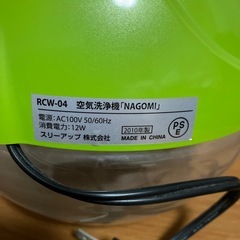 RCW-04 空気洗浄機「NAGOMI」
電源:AC100V 50/60Hz
消費電力:12W 2010年製
スリーアップ 株式会社 MADE IN CHINA
PS
E